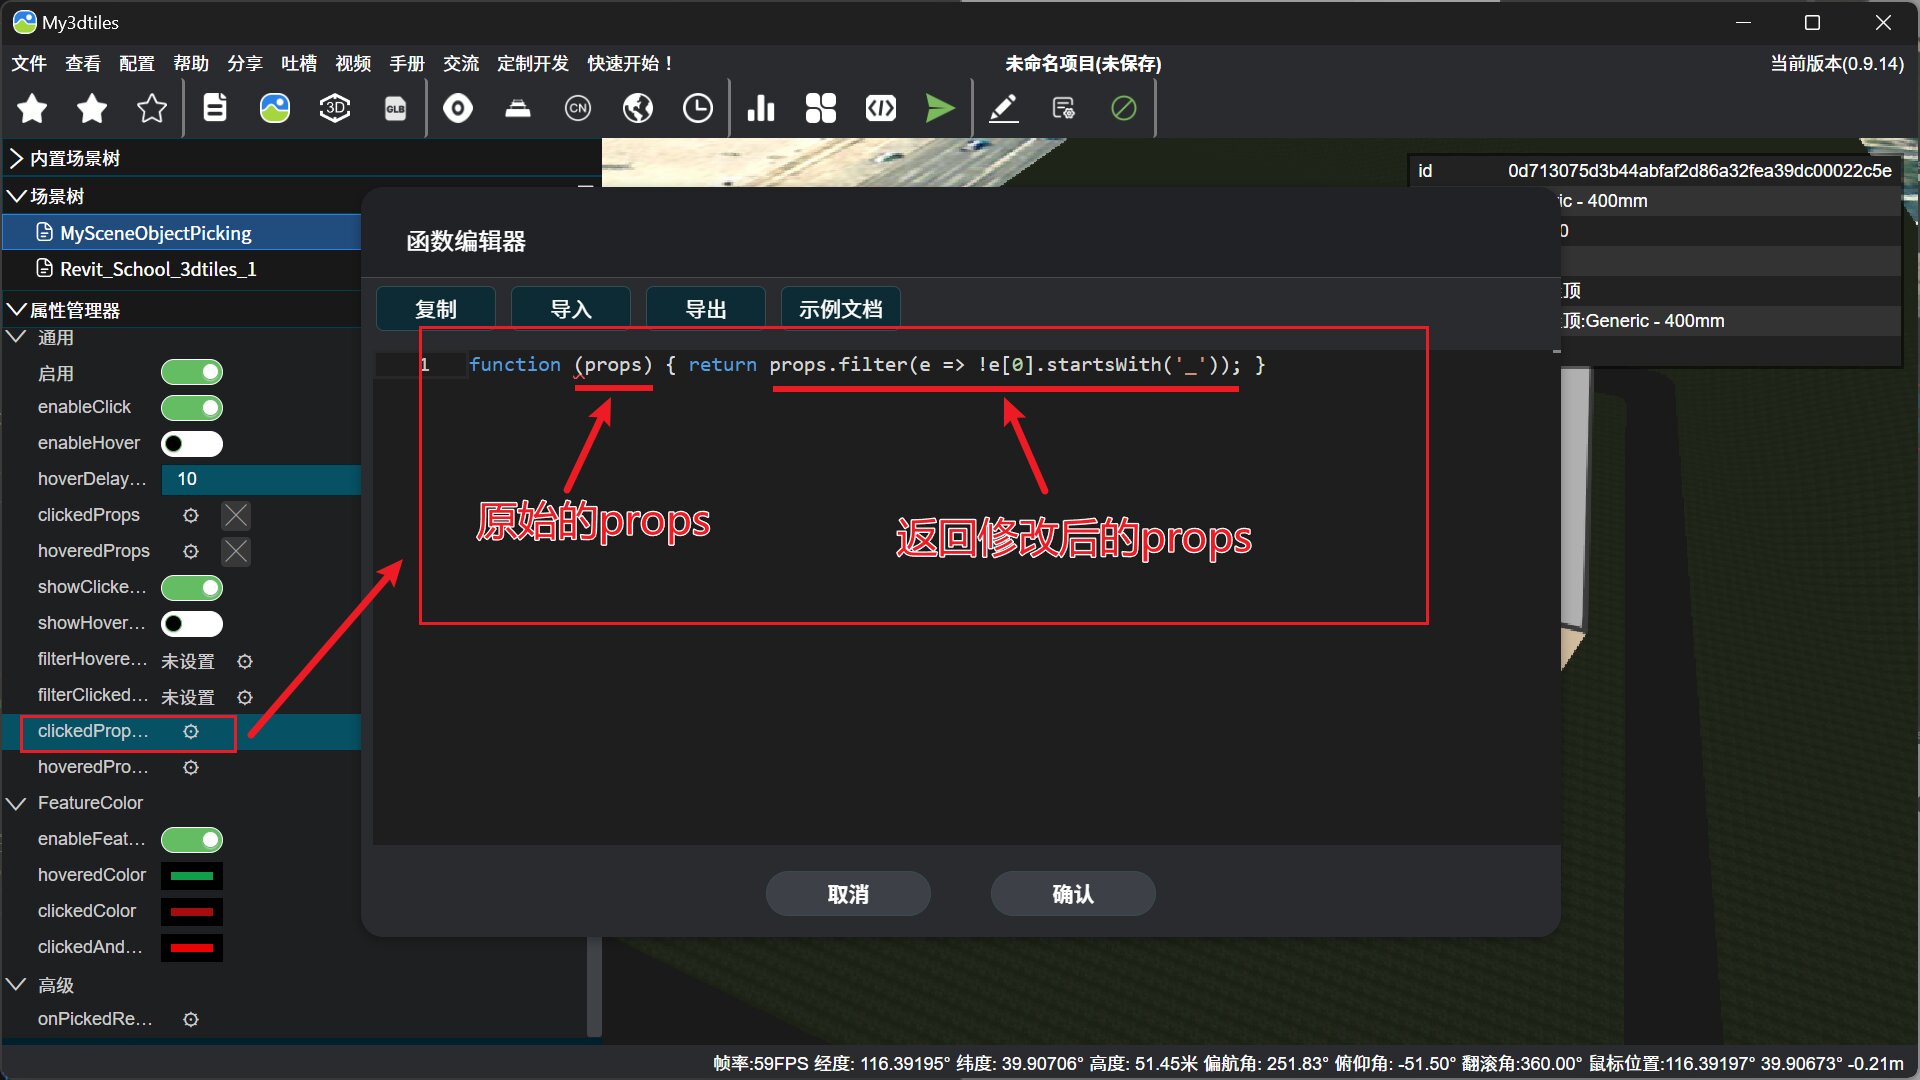 My3dtiles
文件 查看 配置 帮助 分享 吐槽 视频 手册 交流 定制开发 快速开始！
未命名项目(未保存)
当前版本(0.9.14)
3D
GLB
CN
内置场景树
场景树
MySceneObjectPicking
Revit_School_3dtiles_1
属性管理器
通用
启用
enableClick
enableHover
hoverDelay... 10
clickedProps
hoveredProps
showClicke...
showHover...
filterHovere... 未设置
filterClicked... 未设置
clickedProp...
hoveredPro...
FeatureColor
enableFeat...
hoveredColor
clickedColor
clickedAnd...
高级
onPickedRe...
id 0d713075d3b44abfaf2d86a32fea39dc00022c5e
ic - 400mm
0
顶
顶:Generic - 400mm
函数编辑器
复制 导入 导出 示例文档
1 function (props) { return props.filter(e => !e[0].startsWith('_')); }
原始的props
返回修改后的props
取消 确认
帧率:59FPS 经度: 116.39195° 纬度: 39.90706° 高度: 51.45米 偏航角: 251.83° 俯仰角: -51.50° 翻滚角:360.00° 鼠标位置:116.39197° 39.90673° -0.21m